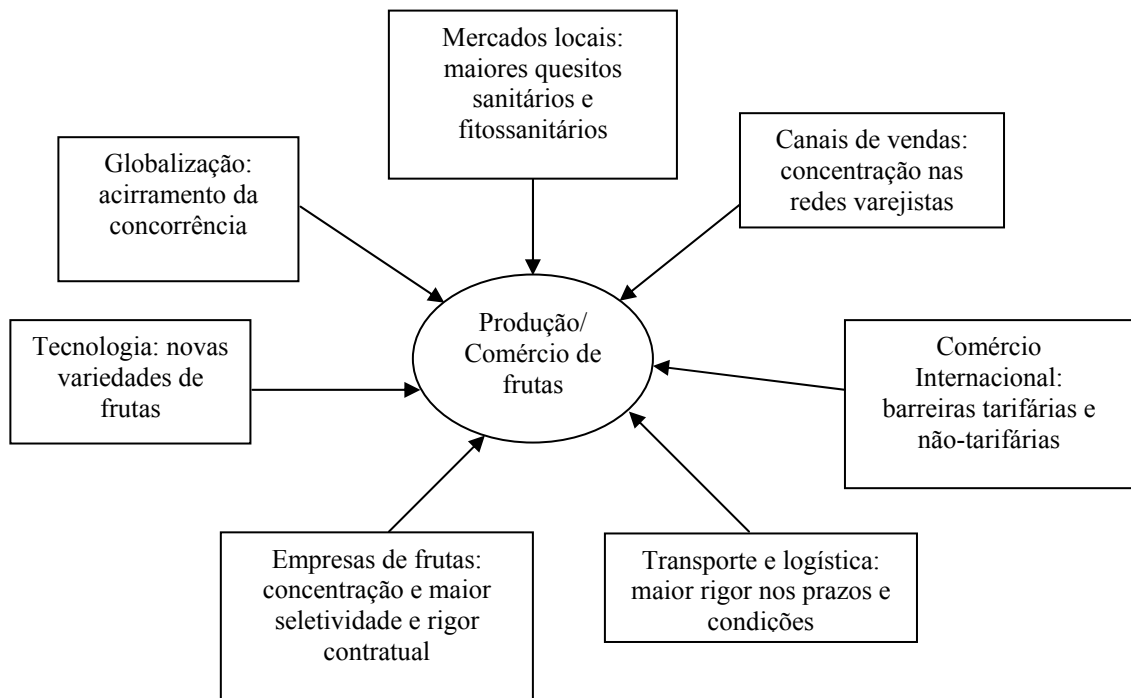 Mercados locais:
maiores quesitos
sanitários e
fitossanitários
Canais de vendas:
concentração nas
redes varejistas
Globalização:
acirramento da
concorrência
Produção/
Comércio de
frutas
Tecnologia: novas
variedades de
frutas
Comércio
Internacional:
barreiras tarifárias e
não-tarifárias
Empresas de frutas:
concentração e maior
seletividade e rigor
contratual
Transporte e logística:
maior rigor nos prazos e
condições